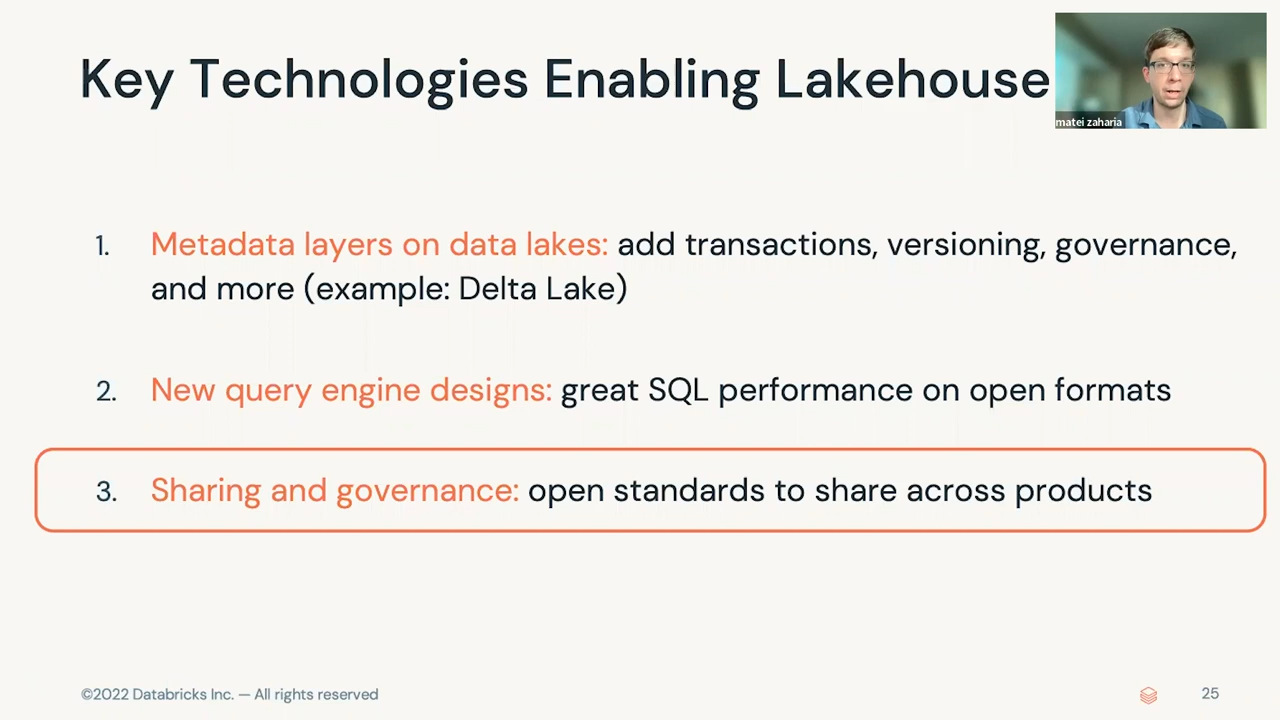 Key Technologies Enabling Lakehouse
matei zaharia
1. Metadata layers on data lakes: add transactions, versioning, governance,
and more (example: Delta Lake)
2. New query engine designs: great SQL performance on open formats
3. Sharing and governance: open standards to share across products
©2022 Databricks Inc. — All rights reserved
25